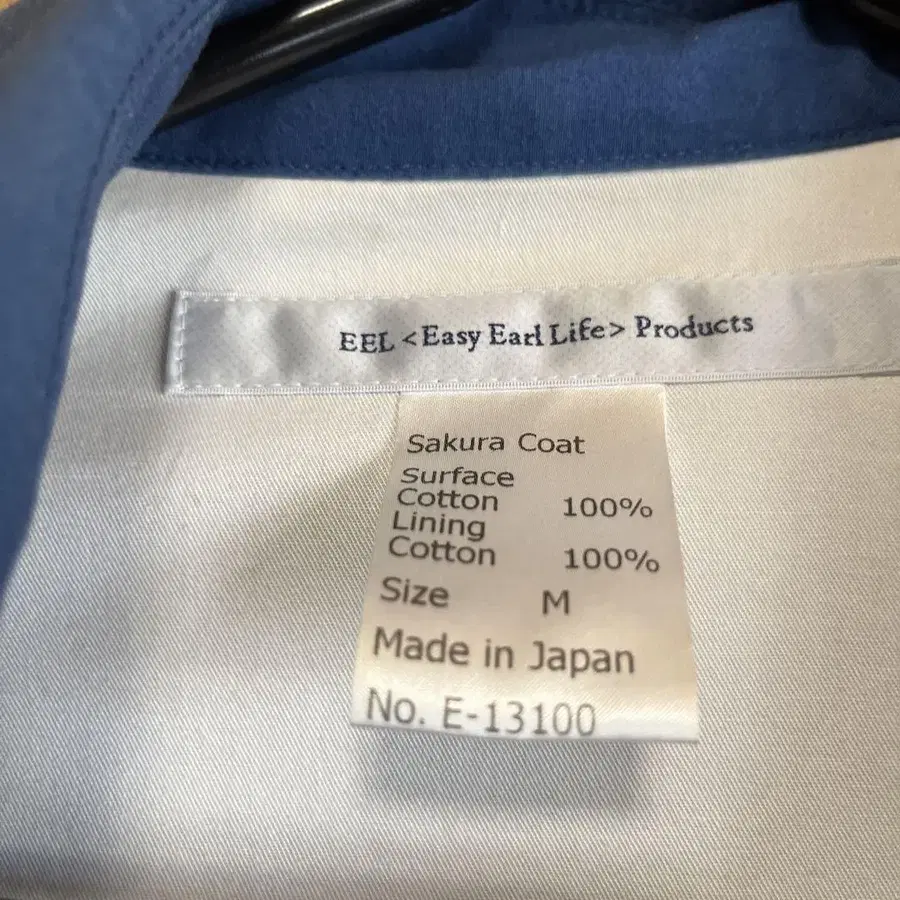 EEL <Easy Earl Life> Products
Sakura Coat
Surface
Cotton 100%
Lining
Cotton 100%
Size M
Made in Japan
No. E-13100